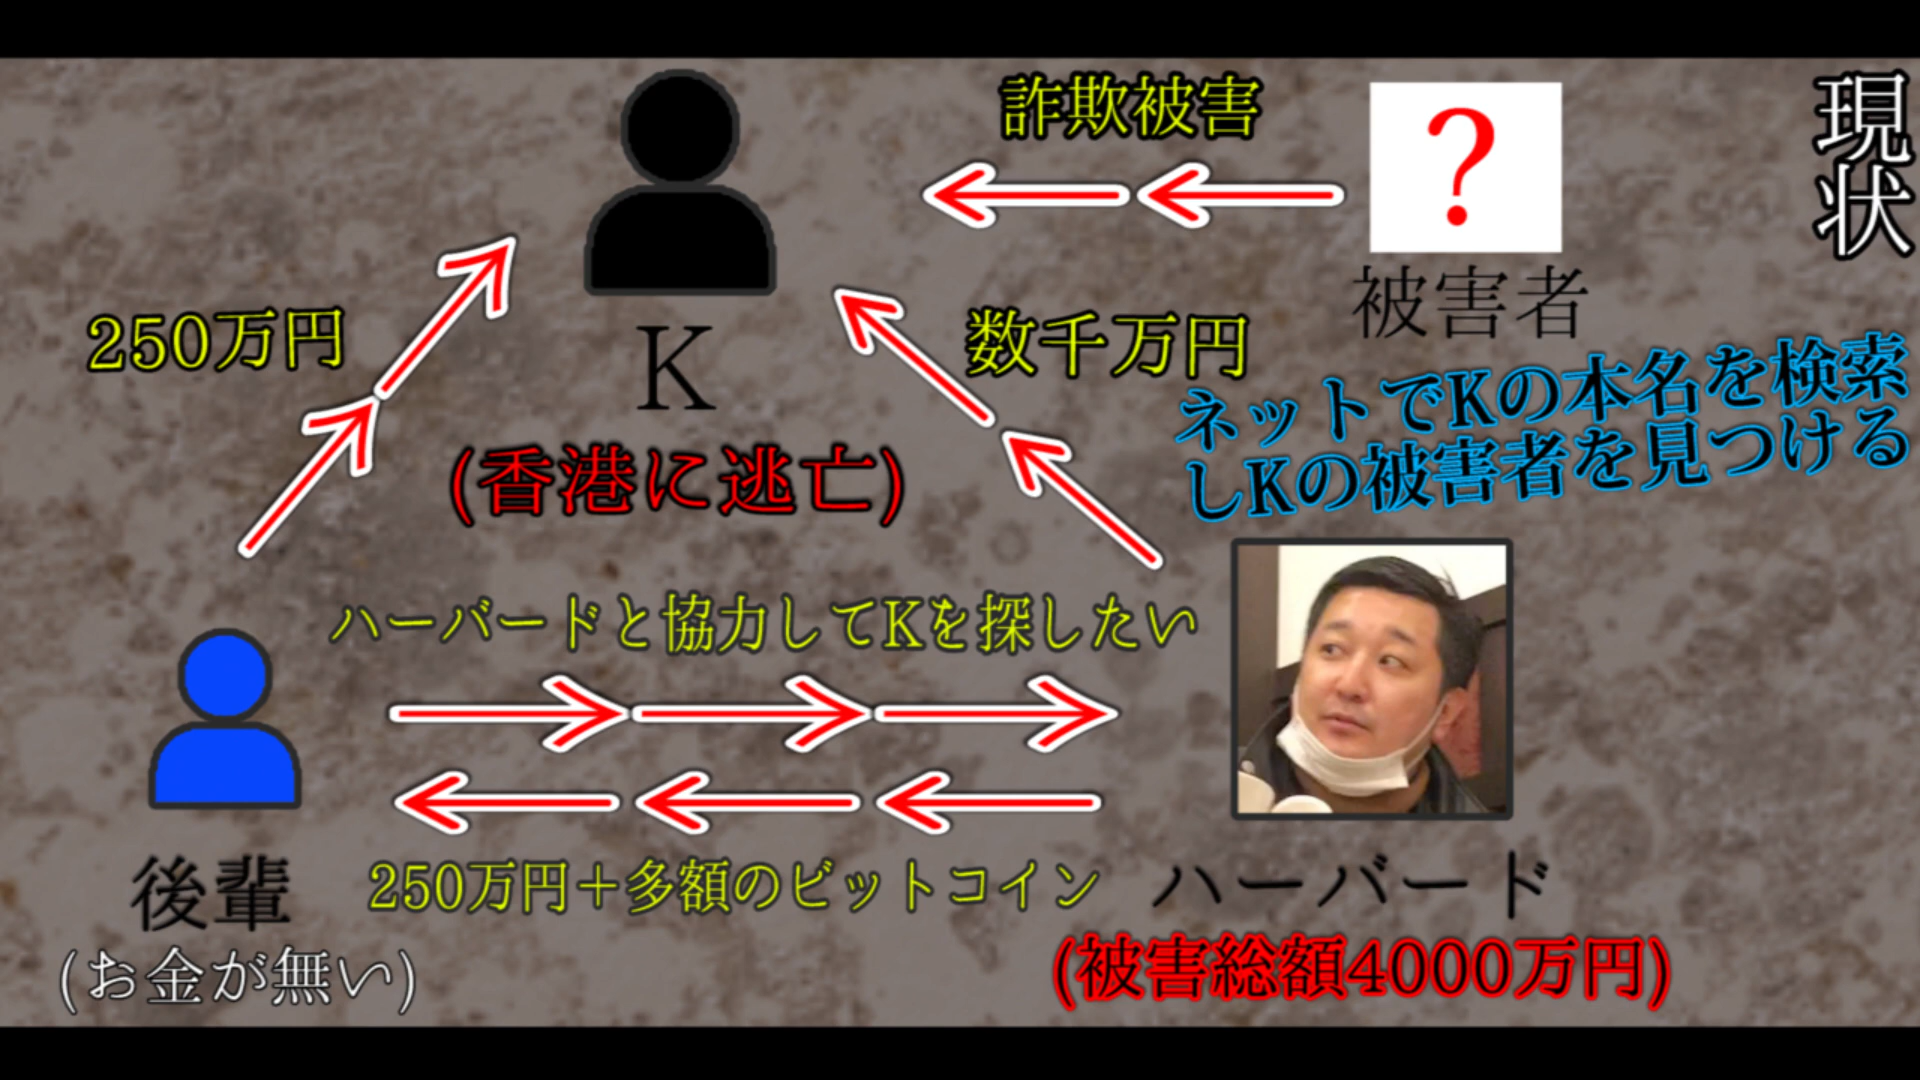 現状
詐欺被害
?
被害者
250万円
K
数千万円
(香港に逃亡)
ネットでKの本名を検索
しKの被害者を見つける
ハーバードと協力してKを探したい
250万円+多額のビットコイン
後輩
(お金が無い)
ハーバード
(被害総額4000万円)